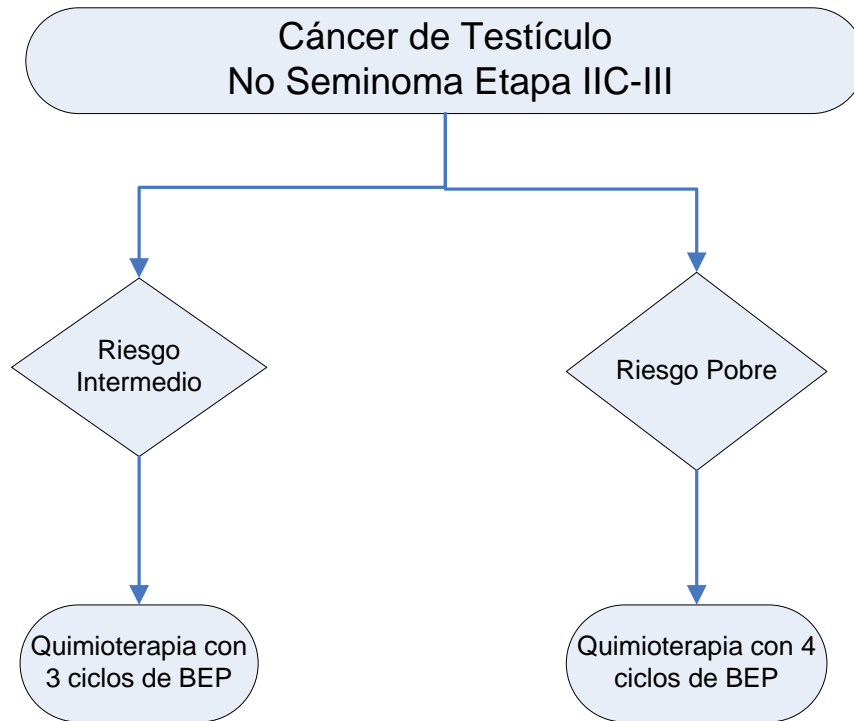 Cáncer de Testículo
No Seminoma Etapa IIC-III
Riesgo
Intermedio
Riesgo Pobre
Quimioterapia con
3 ciclos de BEP
Quimioterapia con 4
ciclos de BEP